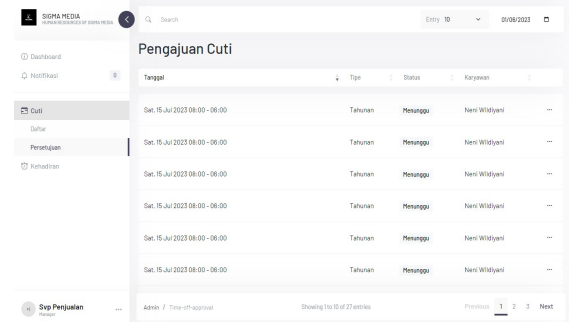 SIGMA MEDIA
HUMAN RESOURCES OF SIGMA MEDIA
Search
Entry 10
01/06/2023
Dashboard
Notifikasi 0
Cuti
Daftar
Persetujuan
Kehadiran
Pengajuan Cuti
Tanggal Tipe Status Karyawan
Sat, 15 Jul 2023 08:00 - 06:00 Tahunan Menunggu Neni Wildiyani ...
Sat, 15 Jul 2023 08:00 - 06:00 Tahunan Menunggu Neni Wildiyani ...
Sat, 15 Jul 2023 08:00 - 06:00 Tahunan Menunggu Neni Wildiyani ...
Sat, 15 Jul 2023 08:00 - 06:00 Tahunan Menunggu Neni Wildiyani ...
Sat, 15 Jul 2023 08:00 - 06:00 Tahunan Menunggu Neni Wildiyani ...
Sat, 15 Jul 2023 08:00 - 06:00 Tahunan Menunggu Neni Wildiyani ...
Svp Penjualan ...
Manager
Admin / Time-off-approval
Showing 1 to 10 of 27 entries
Previous 1 2 3 Next